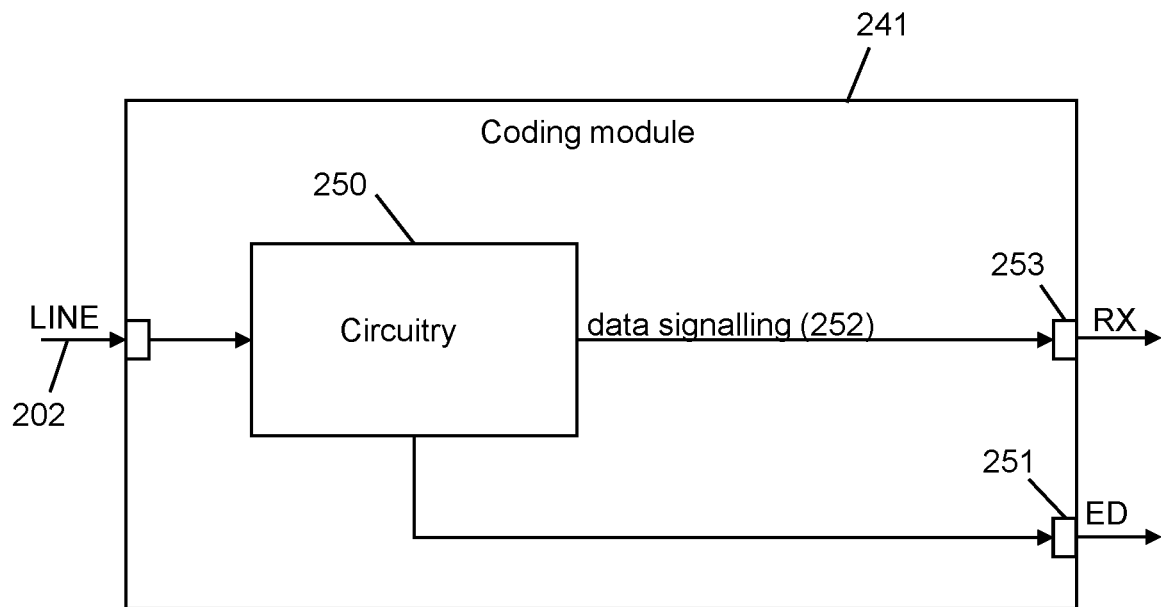 241
Coding module
250
253
LINE
Circuitry
data signalling (252)
RX
202
251
ED